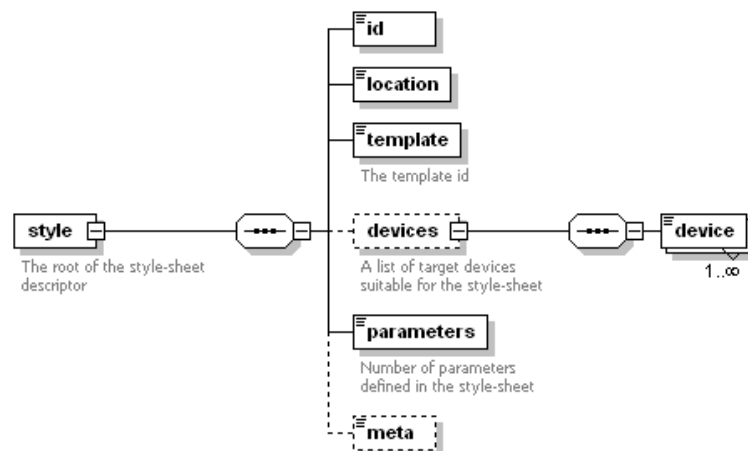 id
location
template
The template id
style
The root of the style-sheet
descriptor
devices
A list of target devices
suitable for the style-sheet
device
1..∞
parameters
Number of parameters
defined in the style-sheet
meta